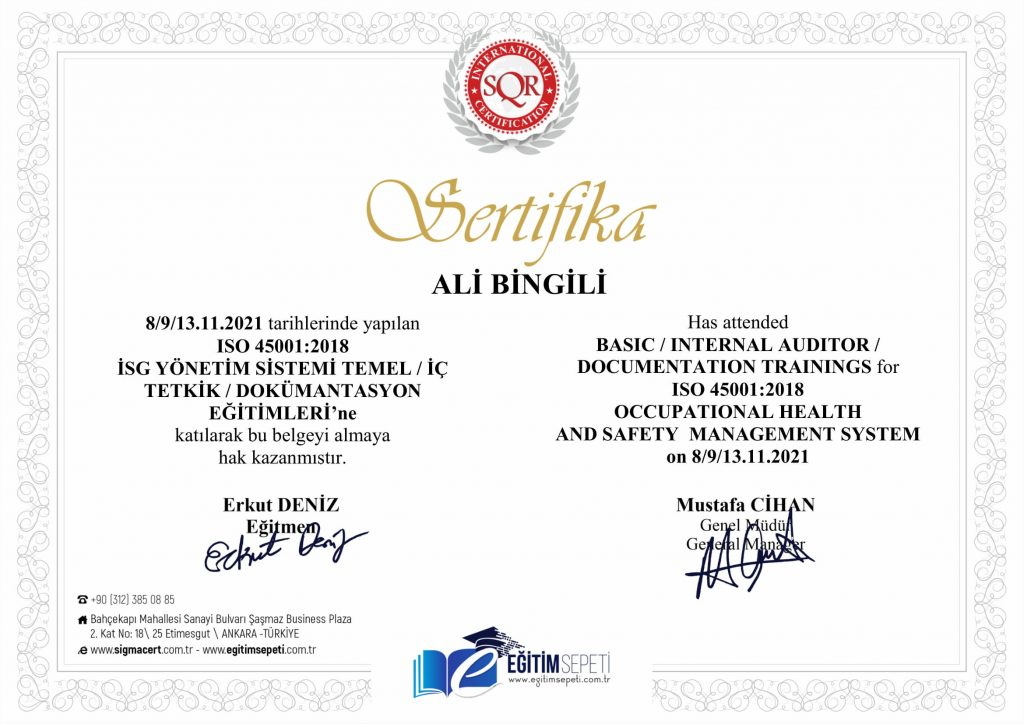 INTERNATIONAL
SQR
CERTIFICATION
Sertifika
ALİ BİNGİLİ
8/9/13.11.2021 tarihlerinde yapılan
ISO 45001:2018
İSG YÖNETİM SİSTEMİ TEMEL / İÇ
TETKİK / DOKÜMANTASYON
EĞİTİMLERİ’ne
katılarak bu belgeyi almaya
hak kazanmıstır.
Erkut DENİZ
Eğitmen
Erkut Deniz
Has attended
BASIC / INTERNAL AUDITOR /
DOCUMENTATION TRAININGS for
ISO 45001:2018
OCCUPATIONAL HEALTH
AND SAFETY MANAGEMENT SYSTEM
on 8/9/13.11.2021
Mustafa CİHAN
Genel Müdür
General Manager
+90 (312) 385 08 85
Bahçekapı Mahallesi Sanayi Bulvarı Şaşmaz Business Plaza
2. Kat No: 18\ 25 Etimesgut \ ANKARA -TÜRKİYE
www.sigmacert.com.tr - www.egitimsepeti.com.tr
EĞİTİMSEPETİ
www.egitimsepeti.com.tr